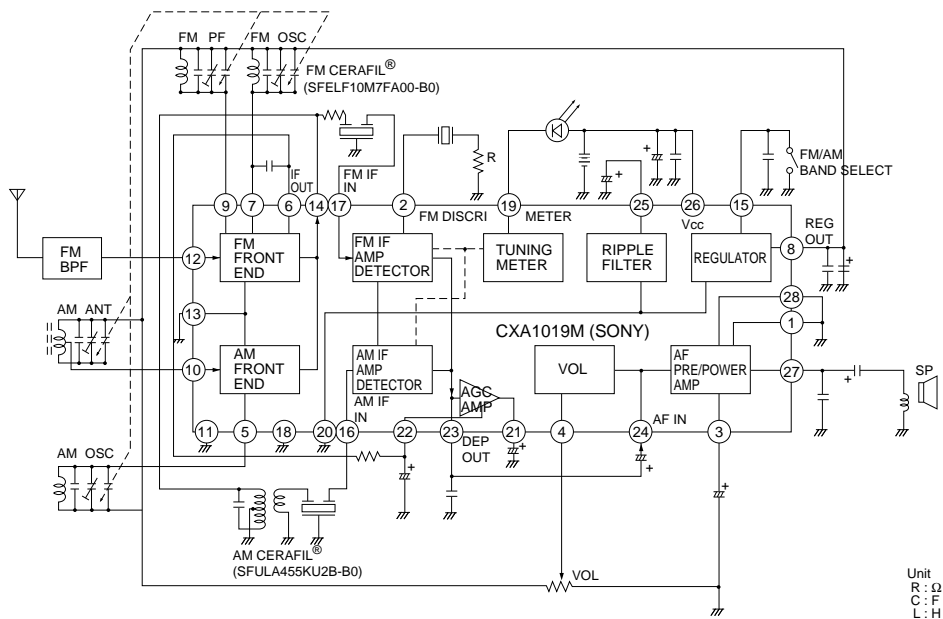 FM PF FM OSC
FM CERAFIL®
(SFELF10M7FA00-B0)
R
FM/AM
BAND SELECT
IF
OUT
FM IF
IN
9 7 6 14 17 2 FM DISCRI 19 METER 25 26 15
Vcc
FM
BPF
12
FM
FRONT
END
FM IF
AMP
DETECTOR
TUNING
METER
RIPPLE
FILTER
REGULATOR
8
REG
OUT
AM ANT
13
28
CXA1019M (SONY)
1
10
AM
FRONT
END
AM IF
AMP
DETECTOR
VOL
AF
PRE/POWER
AMP
27
SP
AM IF
IN
AGC
AMP
11 5 18 20 16 22 23 21 4 24 3
DEP
OUT
AF IN
AM OSC
AM CERAFIL®
(SFULA455KU2B-B0)
VOL
Unit
R : Ω
C : F
L : H